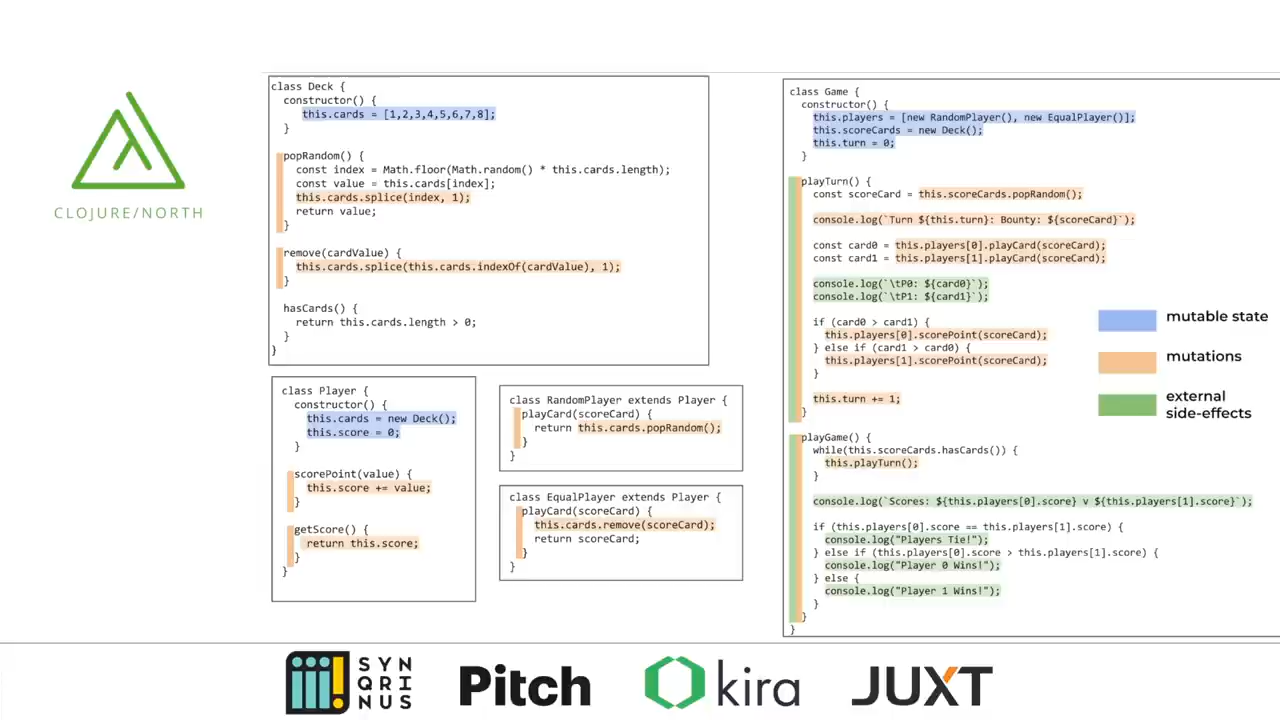 CLOJURE/NORTH
class Deck {
constructor() {
this.cards = [1,2,3,4,5,6,7,8];
}
popRandom() {
const index = Math.floor(Math.random() * this.cards.length);
const value = this.cards[index];
this.cards.splice(index, 1);
return value;
}
remove(cardValue) {
this.cards.splice(this.cards.indexOf(cardValue), 1);
}
hasCards() {
return this.cards.length > 0;
}
}
class Player {
constructor() {
this.cards = new Deck();
this.score = 0;
}
scorePoint(value) {
this.score += value;
}
getScore() {
return this.score;
}
}
class RandomPlayer extends Player {
playCard(scoreCard) {
return this.cards.popRandom();
}
}
class EqualPlayer extends Player {
playCard(scoreCard) {
this.cards.remove(scoreCard);
return scoreCard;
}
}
class Game {
constructor() {
this.players = [new RandomPlayer(), new EqualPlayer()];
this.scoreCards = new Deck();
this.turn = 0;
}
playTurn() {
const scoreCard = this.scoreCards.popRandom();
console.log(`Turn ${this.turn}: Bounty: ${scoreCard}`);
const card0 = this.players[0].playCard(scoreCard);
const card1 = this.players[1].playCard(scoreCard);
console.log(`\tP0: ${card0}`);
console.log(`\tP1: ${card1}`);
if (card0 > card1) {
this.players[0].scorePoint(scoreCard);
} else if (card1 > card0) {
this.players[1].scorePoint(scoreCard);
}
this.turn += 1;
}
playGame() {
while(this.scoreCards.hasCards()) {
this.playTurn();
}
console.log(`Scores: ${this.players[0].score} v ${this.players[1].score}`);
if (this.players[0].score == this.players[1].score) {
console.log("Players Tie!");
} else if (this.players[0].score > this.players[1].score) {
console.log("Player 0 Wins!");
} else {
console.log("Player 1 Wins!");
}
}
}
mutable state
mutations
external
side-effects
SYN
QRI
NUS
Pitch
kira
JUXT